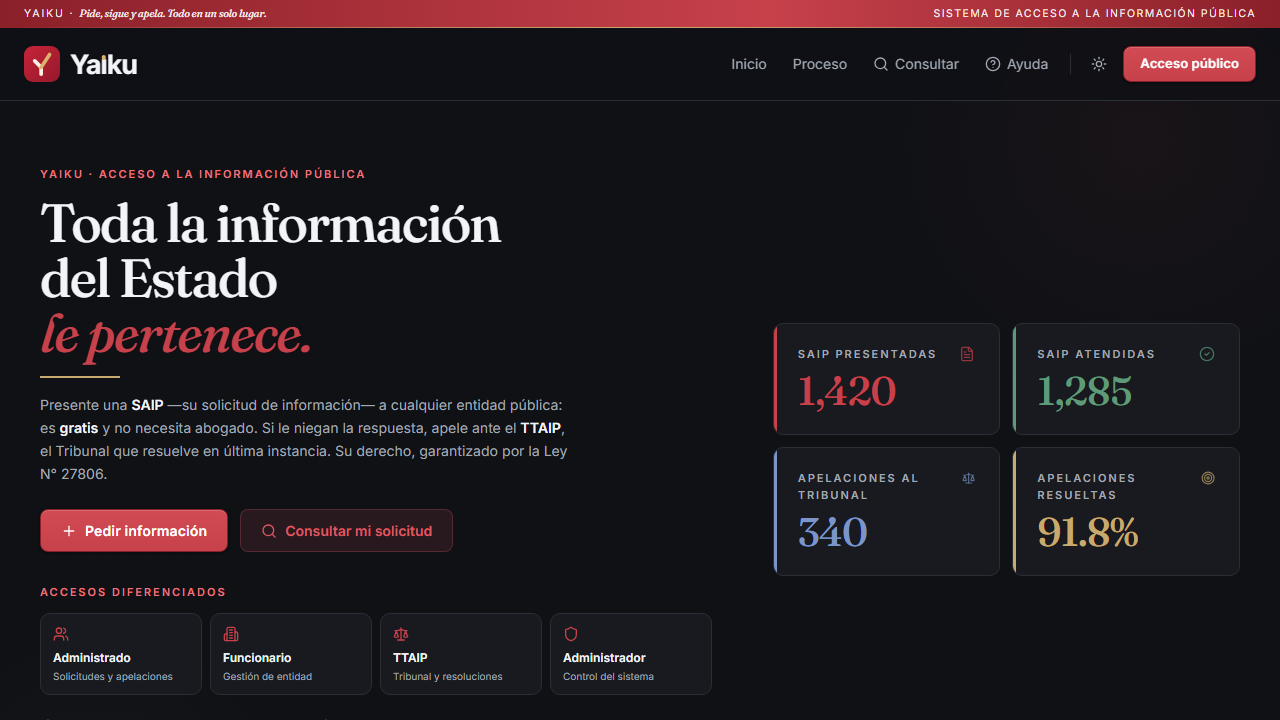 YAIKU · Pide, sigue y apela. Todo en un solo lugar.
SISTEMA DE ACCESO A LA INFORMACIÓN PÚBLICA
Yaiku
Inicio
Proceso
Consultar
Ayuda
Acceso público
YAIKU · ACCESO A LA INFORMACIÓN PÚBLICA
Toda la información
del Estado
le pertenece.
Presente una SAIP —su solicitud de información— a cualquier entidad pública:
es gratis y no necesita abogado. Si le niegan la respuesta, apele ante el TTAIP,
el Tribunal que resuelve en última instancia. Su derecho, garantizado por la Ley
N° 27806.
Pedir información
Consultar mi solicitud
SAIP PRESENTADAS
1,420
SAIP ATENDIDAS
1,285
APELACIONES AL
TRIBUNAL
340
APELACIONES
RESUELTAS
91.8%
ACCESOS DIFERENCIADOS
Administrado
Solicitudes y apelaciones
Funcionario
Gestión de entidad
TTAIP
Tribunal y resoluciones
Administrador
Control del sistema